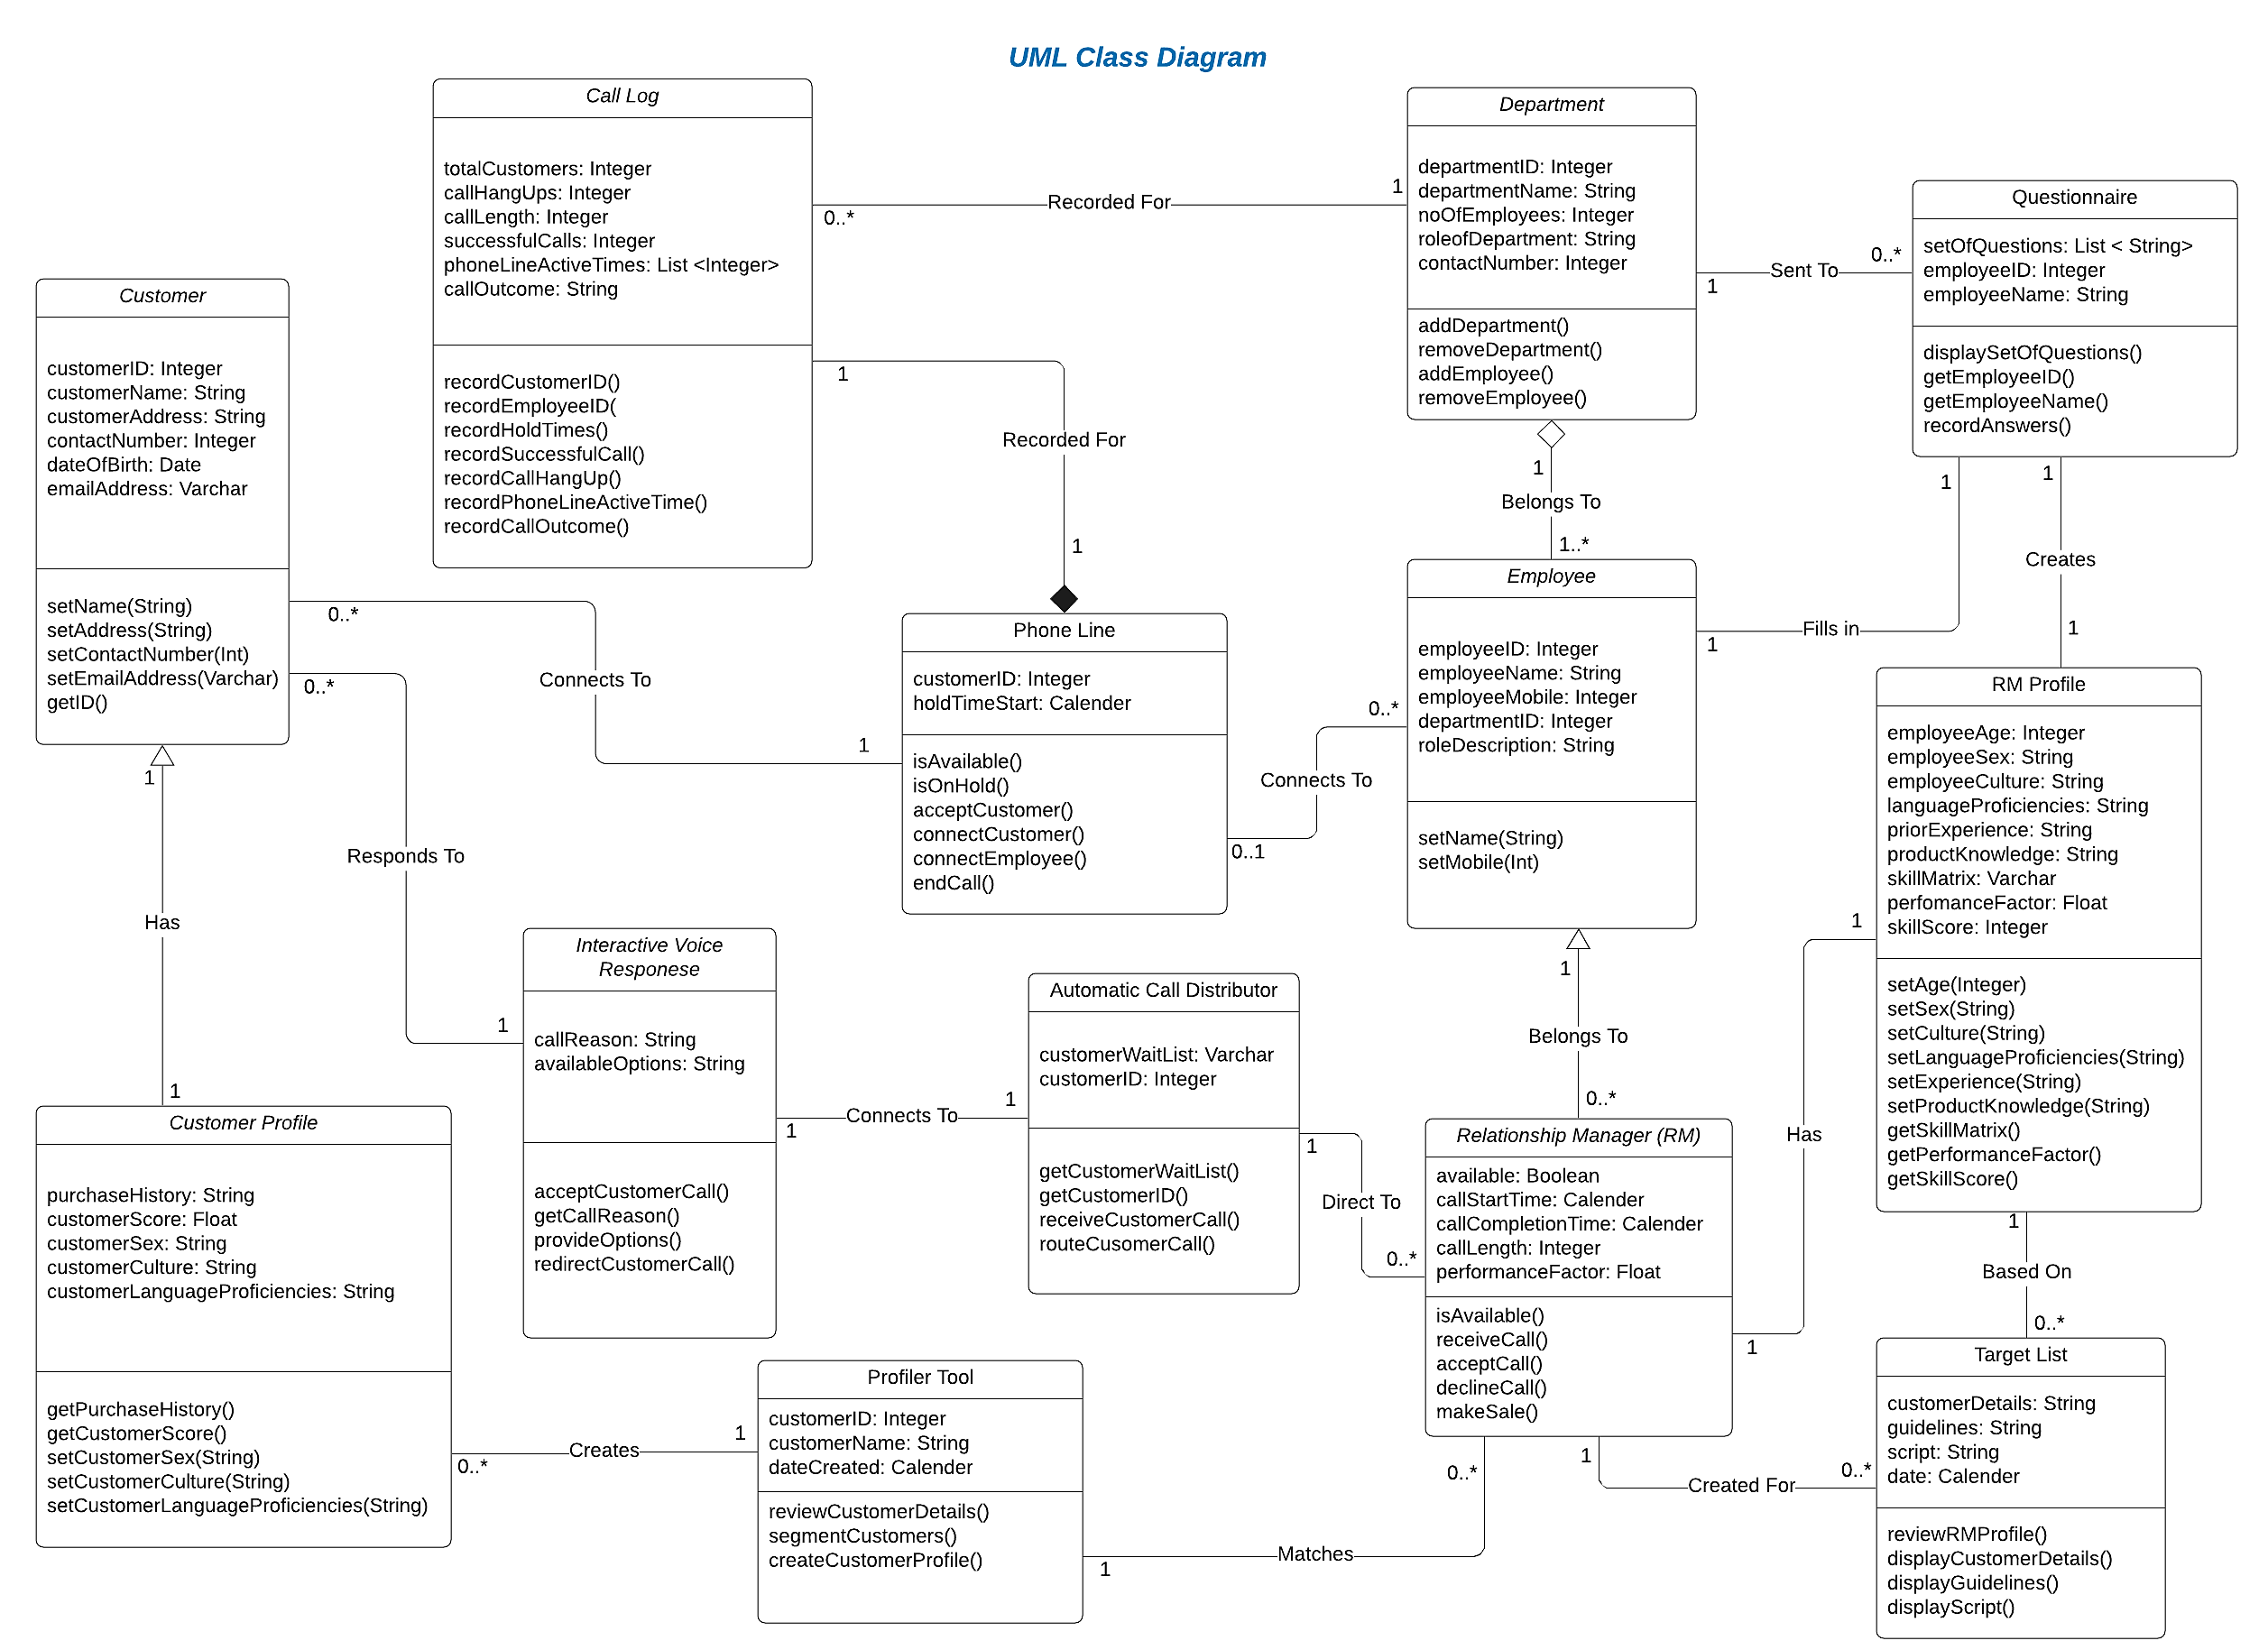 UML Class Diagram
Call Log
totalCustomers: Integer
callHangUps: Integer
callLength: Integer
successfulCalls: Integer
phoneLineActiveTimes: List <Integer>
callOutcome: String
recordCustomerID()
recordEmployeeID(
recordHoldTimes()
recordSuccessfulCall()
recordCallHangUp()
recordPhoneLineActiveTime()
recordCallOutcome()
0..*
Recorded For
1
1
Recorded For
1
Department
departmentID: Integer
departmentName: String
noOfEmployees: Integer
roleofDepartment: String
contactNumber: Integer
addDepartment()
removeDepartment()
addEmployee()
removeEmployee()
1
Sent To
0..*
1
Belongs To
1..*
Questionnaire
setOfQuestions: List < String>
employeeID: Integer
employeeName: String
displaySetOfQuestions()
getEmployeeID()
getEmployeeName()
recordAnswers()
1
1
Creates
1
Customer
customerID: Integer
customerName: String
customerAddress: String
contactNumber: Integer
dateOfBirth: Date
emailAddress: Varchar
setName(String)
setAddress(String)
setContactNumber(Int)
setEmailAddress(Varchar)
getID()
0..*
Connects To
1
0..*
Responds To
1
1
Has
1
Phone Line
customerID: Integer
holdTimeStart: Calender
isAvailable()
isOnHold()
acceptCustomer()
connectCustomer()
connectEmployee()
endCall()
0..1
Connects To
0..*
Employee
employeeID: Integer
employeeName: String
employeeMobile: Integer
departmentID: Integer
roleDescription: String
setName(String)
setMobile(Int)
1
Fills in
1
Belongs To
0..*
RM Profile
employeeAge: Integer
employeeSex: String
employeeCulture: String
languageProficiencies: String
priorExperience: String
productKnowledge: String
skillMatrix: Varchar
perfomanceFactor: Float
skillScore: Integer
setAge(Integer)
setSex(String)
setCulture(String)
setLanguageProficiencies(String)
setExperience(String)
setProductKnowledge(String)
getSkillMatrix()
getPerformanceFactor()
getSkillScore()
1
Has
1
1
Based On
0..*
Interactive Voice
Responese
callReason: String
availableOptions: String
acceptCustomerCall()
getCallReason()
provideOptions()
redirectCustomerCall()
1
Connects To
1
Automatic Call Distributor
customerWaitList: Varchar
customerID: Integer
getCustomerWaitList()
getCustomerID()
receiveCustomerCall()
routeCusomerCall()
1
Direct To
0..*
Relationship Manager (RM)
available: Boolean
callStartTime: Calender
callCompletionTime: Calender
callLength: Integer
performanceFactor: Float
isAvailable()
receiveCall()
acceptCall()
declineCall()
makeSale()
Customer Profile
purchaseHistory: String
customerScore: Float
customerSex: String
customerCulture: String
customerLanguageProficiencies: String
getPurchaseHistory()
getCustomerScore()
setCustomerSex(String)
setCustomerCulture(String)
setCustomerLanguageProficiencies(String)
0..*
Creates
1
Profiler Tool
customerID: Integer
customerName: String
dateCreated: Calender
reviewCustomerDetails()
segmentCustomers()
createCustomerProfile()
1
Matches
0..*
1
Created For
0..*
Target List
customerDetails: String
guidelines: String
script: String
date: Calender
reviewRMProfile()
displayCustomerDetails()
displayGuidelines()
displayScript()